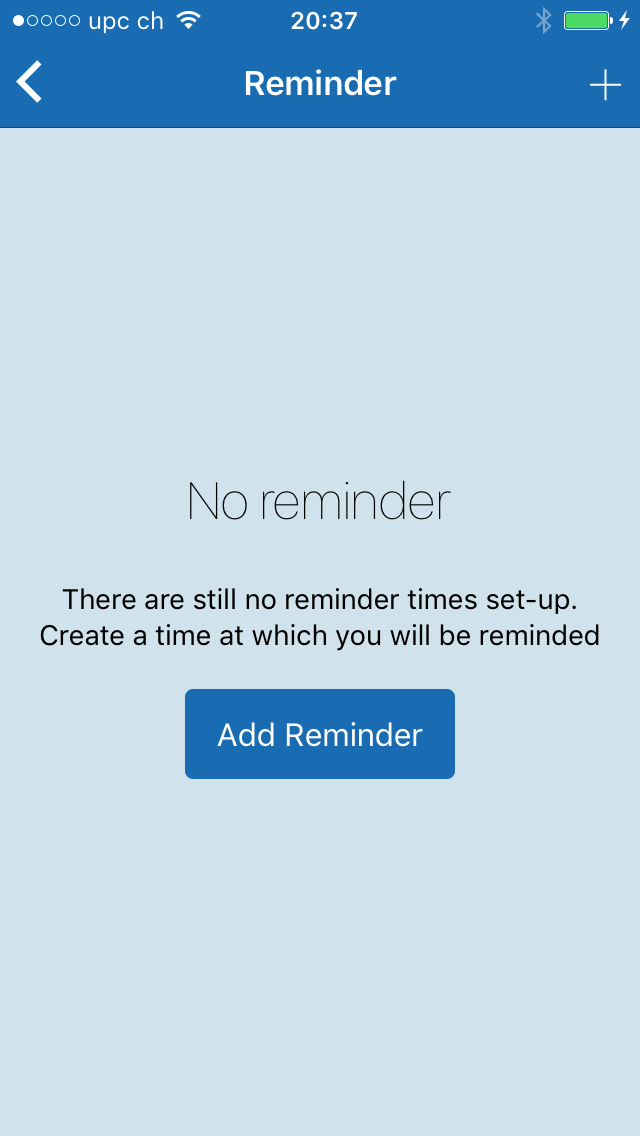 upc ch 20:37
Reminder
No reminder
There are still no reminder times set-up.
Create a time at which you will be reminded
Add Reminder